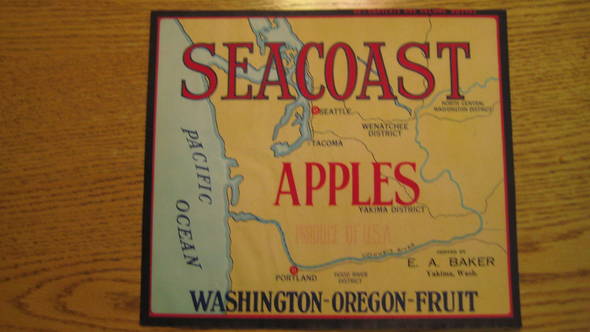 SEACOAST
SEATTLE
NORTH CENTRAL
WASHINGTON DISTRICT
WENATCHEE
DISTRICT
TACOMA
PACIFIC
OCEAN
APPLES
YAKIMA DISTRICT
PRODUCE OF U.S.A.
E. A. BAKER
Yakima, Wash.
PORTLAND
HOOD RIVER
DISTRICT
WASHINGTON-OREGON-FRUIT